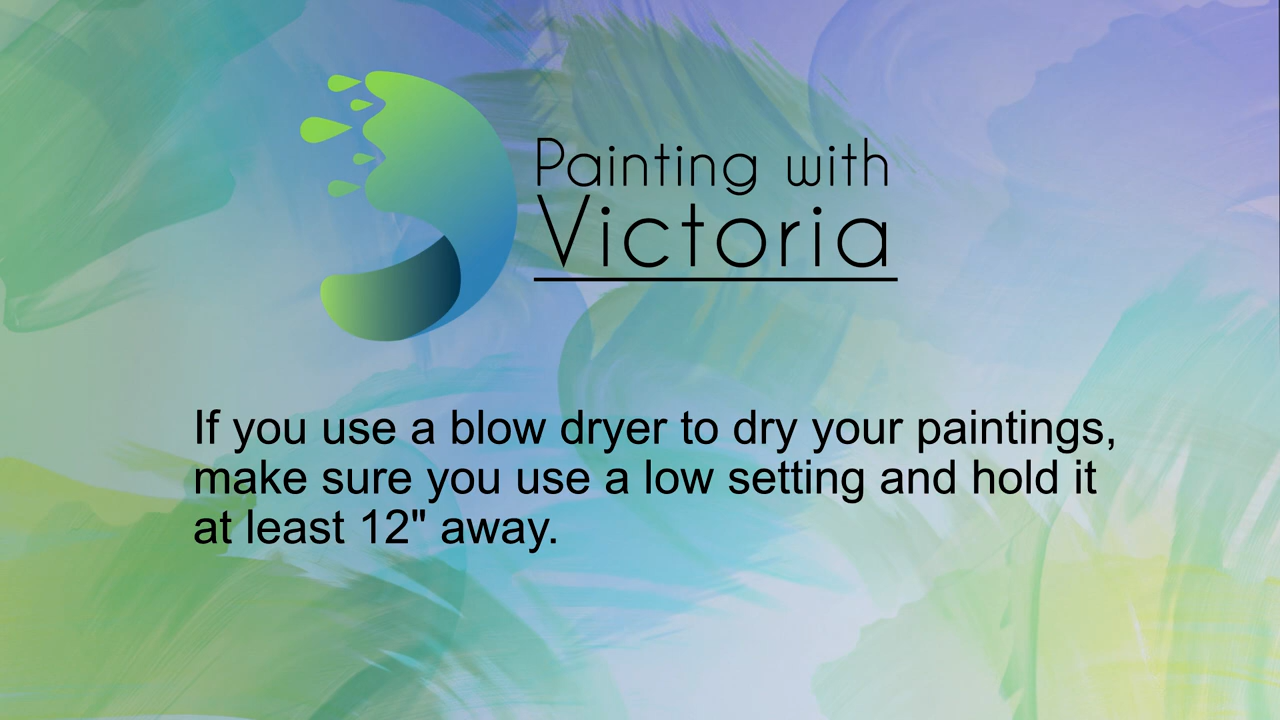 Painting with
Victoria
If you use a blow dryer to dry your paintings,
make sure you use a low setting and hold it
at least 12" away.